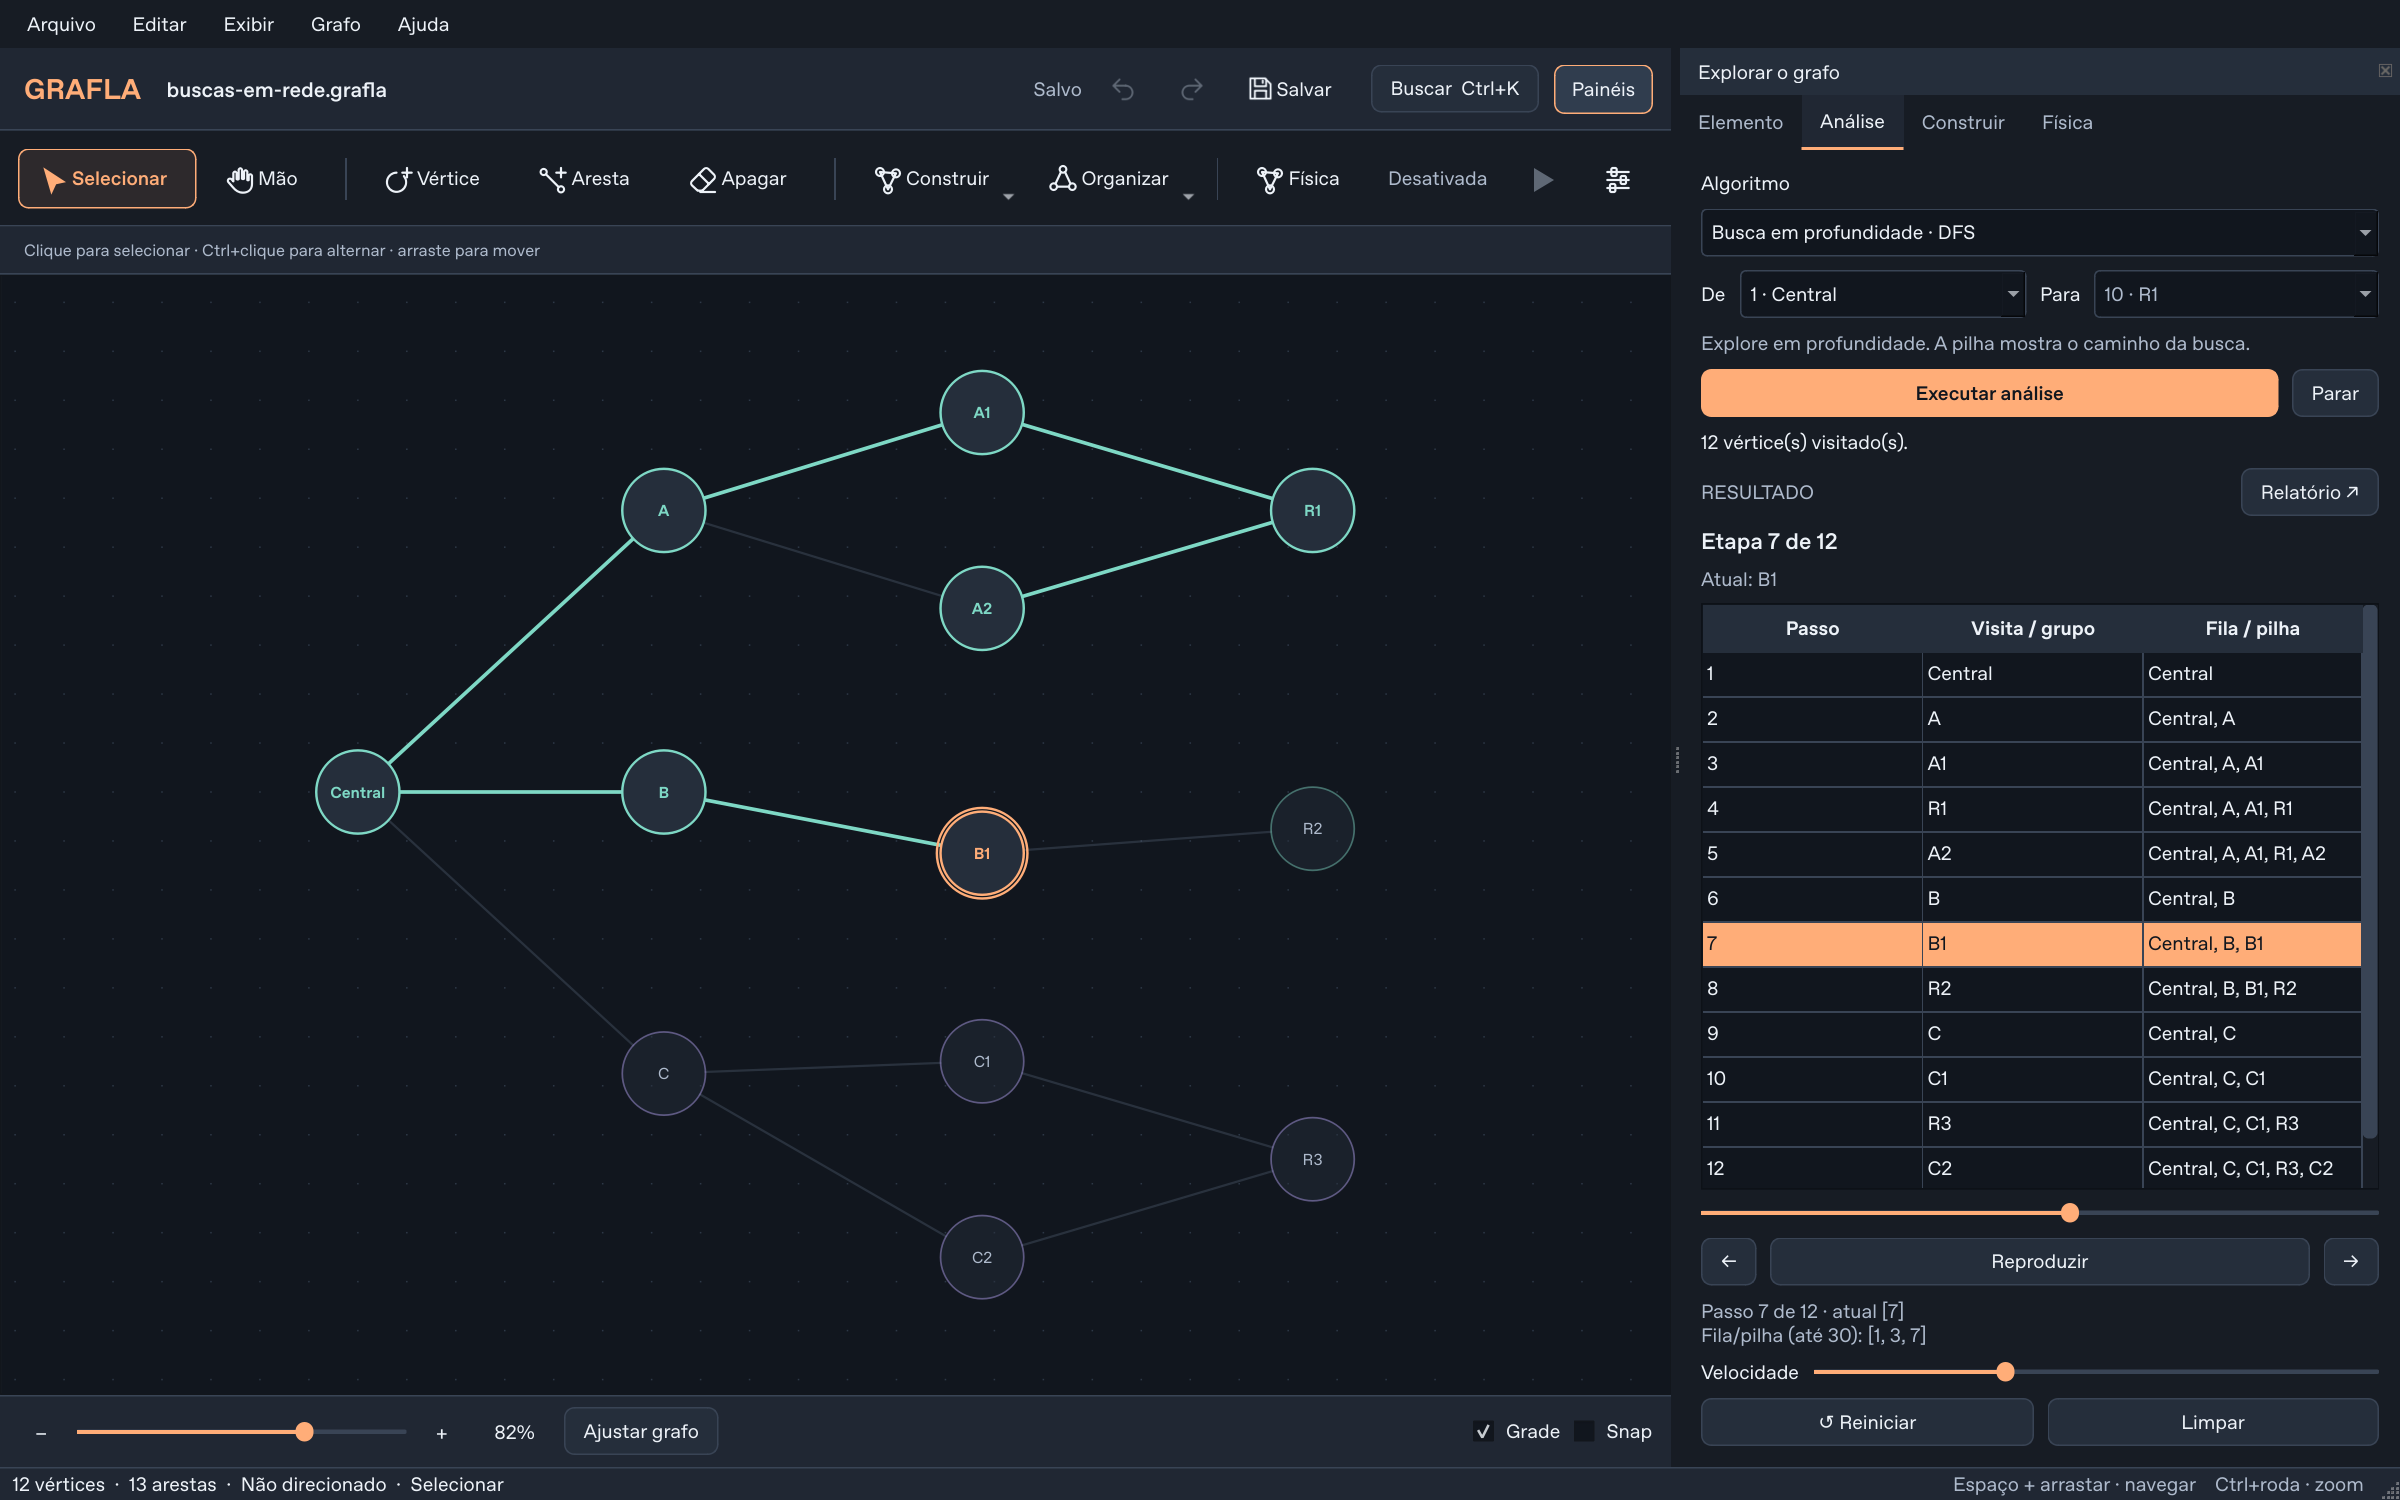 Arquivo Editar Exibir Grafo Ajuda
GRAFLA buscas-em-rede.grafla Salvo Salvar Buscar Ctrl+K Painéis
Selecionar Mão Vértice Aresta Apagar Construir Organizar Física Desativada
Clique para selecionar · Ctrl+clique para alternar · arraste para mover
A1
A
R1
A2
Central
B
B1
R2
C
C1
R3
C2
− + 82% Ajustar grafo Grade Snap
12 vértices · 13 arestas · Não direcionado · Selecionar
Explorar o grafo
Elemento Análise Construir Física
Algoritmo
Busca em profundidade · DFS
De 1 · Central Para 10 · R1
Explore em profundidade. A pilha mostra o caminho da busca.
Executar análise Parar
12 vértice(s) visitado(s).
RESULTADO Relatório ↗
Etapa 7 de 12
Atual: B1
Passo Visita / grupo Fila / pilha
1 Central Central
2 A Central, A
3 A1 Central, A, A1
4 R1 Central, A, A1, R1
5 A2 Central, A, A1, R1, A2
6 B Central, B
7 B1 Central, B, B1
8 R2 Central, B, B1, R2
9 C Central, C
10 C1 Central, C, C1
11 R3 Central, C, C1, R3
12 C2 Central, C, C1, R3, C2
← Reproduzir →
Passo 7 de 12 · atual [7]
Fila/pilha (até 30): [1, 3, 7]
Velocidade
↺ Reiniciar Limpar
Espaço + arrastar · navegar Ctrl+roda · zoom